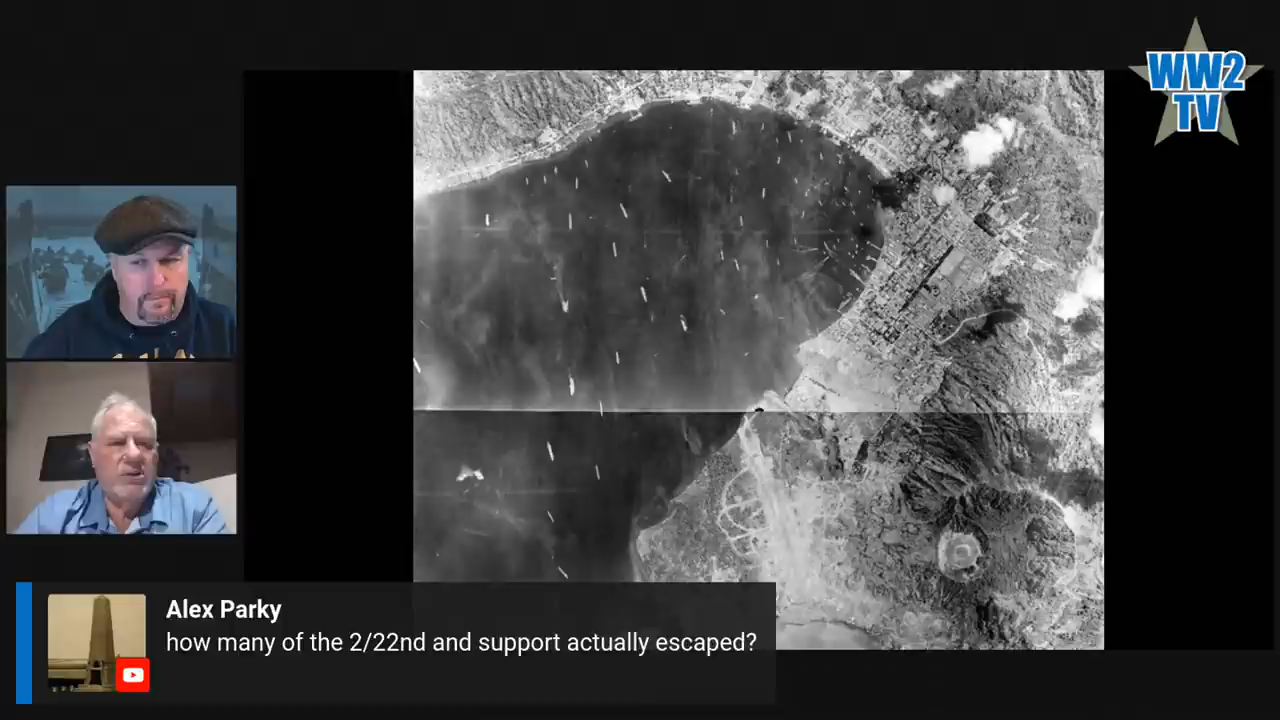 WW2
TV
Alex Parky
how many of the 2/22nd and support actually escaped?